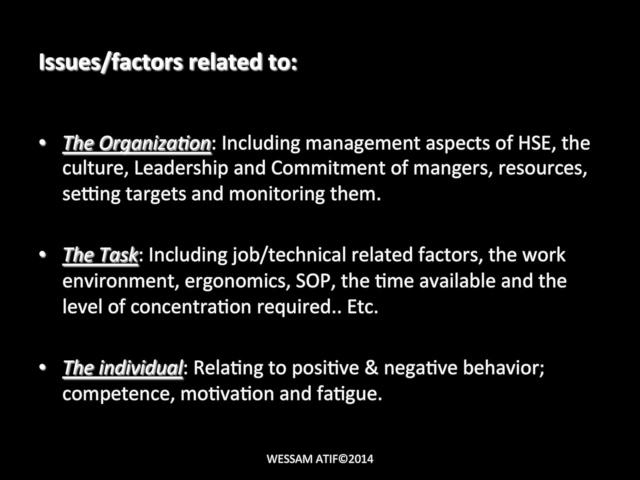 Issues/factors related to:
• The Organization: Including management aspects of HSE, the
culture, Leadership and Commitment of mangers, resources,
setting targets and monitoring them.
• The Task: Including job/technical related factors, the work
environment, ergonomics, SOP, the time available and the
level of concentration required.. Etc.
• The individual: Relating to positive & negative behavior;
competence, motivation and fatigue.
WESSAM ATIF©2014